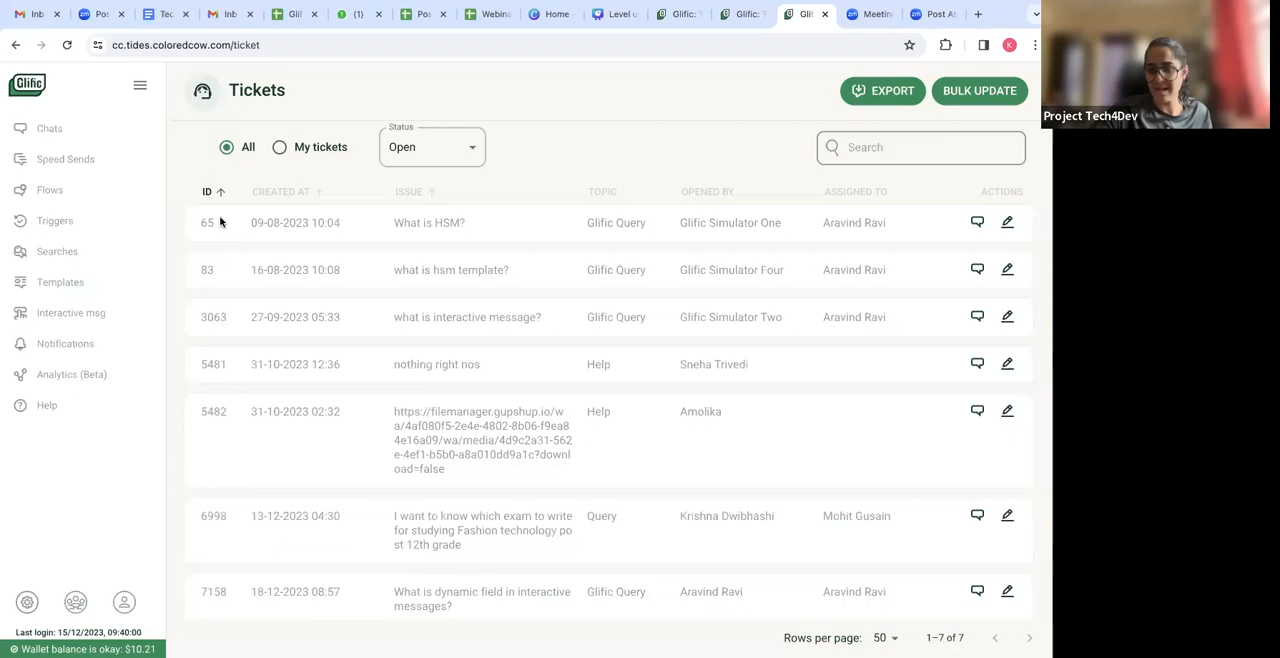 Inb
Pos
Tec
Inb
Glif
(1)
Pos
Webina
Home -
Level u
Glific: T
Glific: T
Gli
Meetin
Post At
cc.tides.coloredcow.com/ticket
K
Project Tech4Dev
Glific
Tickets
EXPORT
BULK UPDATE
Chats
Speed Sends
Flows
Triggers
Searches
Templates
Interactive msg
Notifications
Analytics (Beta)
Help
All
My tickets
Status
Open
Search
ID CREATED AT ISSUE TOPIC OPENED BY ASSIGNED TO ACTIONS
65 09-08-2023 10:04 What is HSM? Glific Query Glific Simulator One Aravind Ravi
83 16-08-2023 10:08 what is hsm template? Glific Query Glific Simulator Four Aravind Ravi
3063 27-09-2023 05:33 what is interactive message? Glific Query Glific Simulator Two Aravind Ravi
5481 31-10-2023 12:36 nothing right nos Help Sneha Trivedi
5482 31-10-2023 02:32 https://filemanager.gupshup.io/w Help Amolika
a/4af080f5-2e4e-4802-8b06-f9ea8
4e16a09/wa/media/4d9c2a31-562
e-4ef1-b5b0-a8a010dd9a1c?downl
oad=false
6998 13-12-2023 04:30 I want to know which exam to write Query Krishna Dwibhashi Mohit Gusain
for studying Fashion technology po
st 12th grade
7158 18-12-2023 08:57 What is dynamic field in interactive Glific Query Aravind Ravi Aravind Ravi
messages?
Last login: 15/12/2023, 09:40:00
Wallet balance is okay: $10.21
Rows per page: 50 1–7 of 7